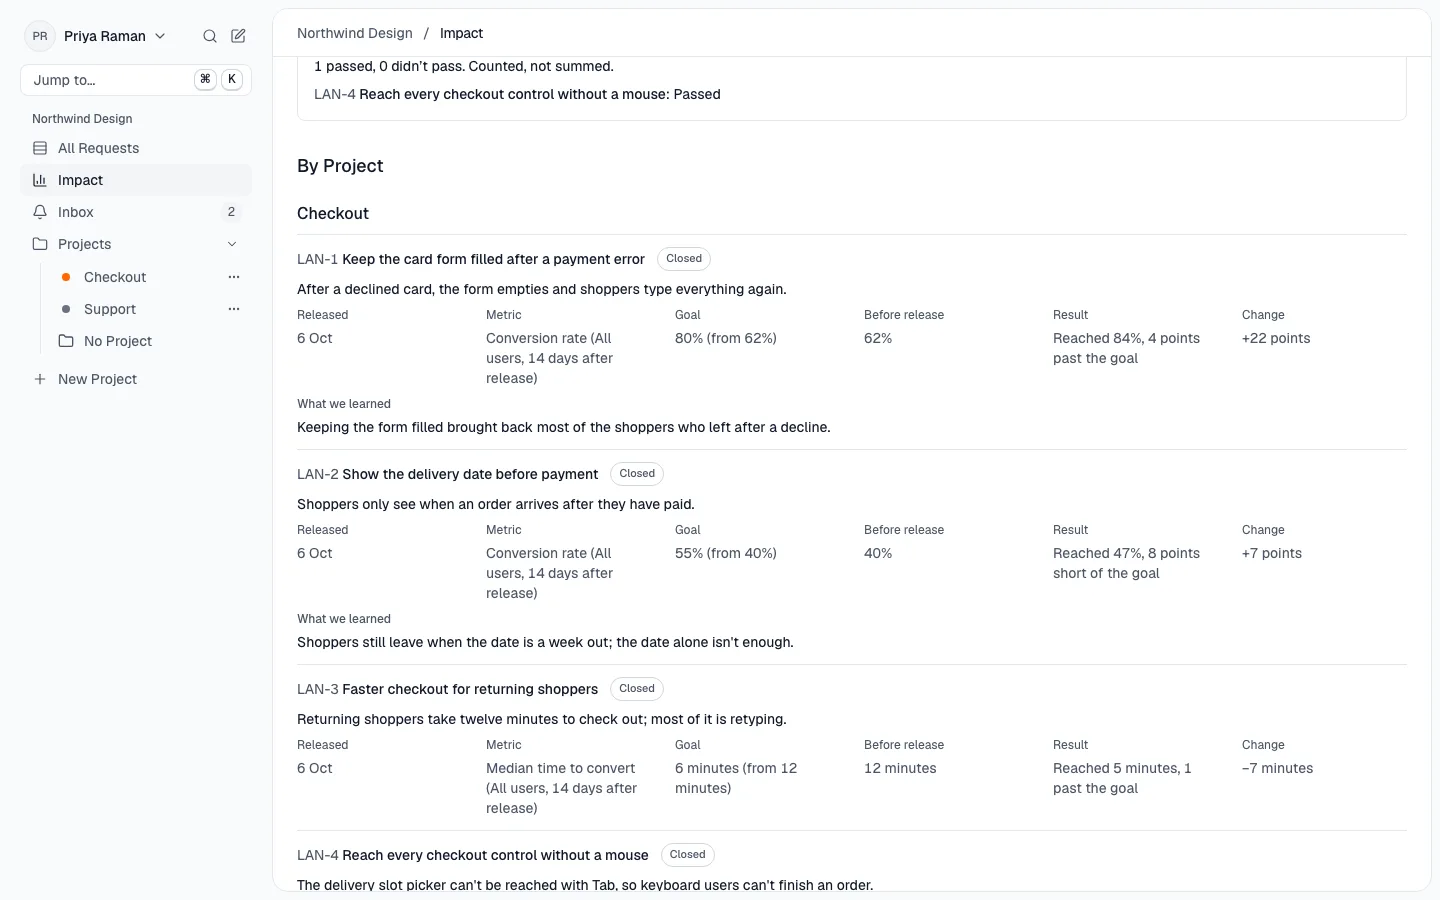 PR Priya Raman
Jump to... ⌘ K
Northwind Design
All Requests
Impact
Inbox 2
Projects
Checkout
Support
No Project
New Project
Northwind Design / Impact
1 passed, 0 didn't pass. Counted, not summed.
LAN-4 Reach every checkout control without a mouse: Passed
By Project
Checkout
LAN-1 Keep the card form filled after a payment error Closed
After a declined card, the form empties and shoppers type everything again.
Released Metric Goal Before release Result Change
6 Oct Conversion rate (All 80% (from 62%) 62% Reached 84%, 4 points +22 points
users, 14 days after past the goal
release)
What we learned
Keeping the form filled brought back most of the shoppers who left after a decline.
LAN-2 Show the delivery date before payment Closed
Shoppers only see when an order arrives after they have paid.
Released Metric Goal Before release Result Change
6 Oct Conversion rate (All 55% (from 40%) 40% Reached 47%, 8 points +7 points
users, 14 days after short of the goal
release)
What we learned
Shoppers still leave when the date is a week out; the date alone isn't enough.
LAN-3 Faster checkout for returning shoppers Closed
Returning shoppers take twelve minutes to check out; most of it is retyping.
Released Metric Goal Before release Result Change
6 Oct Median time to convert 6 minutes (from 12 12 minutes Reached 5 minutes, 1 −7 minutes
(All users, 14 days after minutes) past the goal
release)
LAN-4 Reach every checkout control without a mouse Closed
The delivery slot picker can't be reached with Tab, so keyboard users can't finish an order.